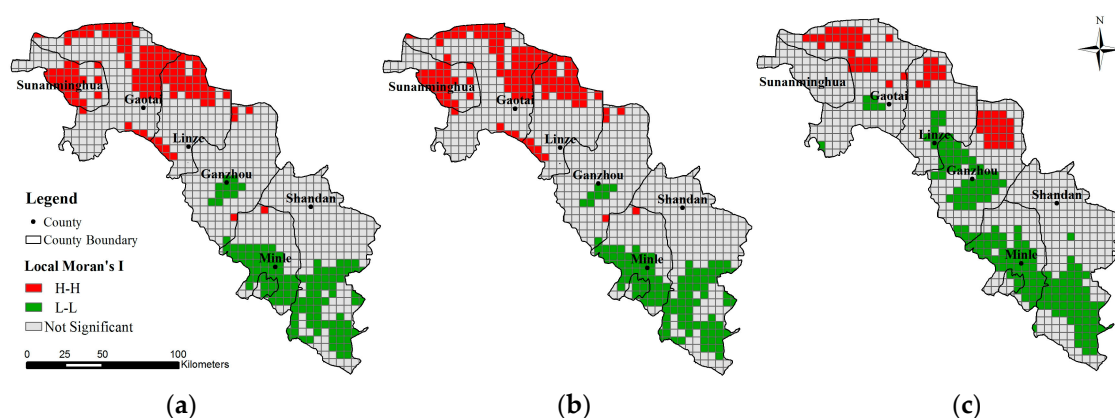 N
Sunanminghua
Gaotai
Linze
Ganzhou
Shandan
Minle
Sunanminghua
Gaotai
Linze
Ganzhou
Shandan
Minle
Sunanminghua
Gaotai
Linze
Ganzhou
Shandan
Minle
Legend
County
County Boundary
Local Moran's I
H-H
L-L
Not Significant
0 25 50 100
Kilometers
(a) (b) (c)